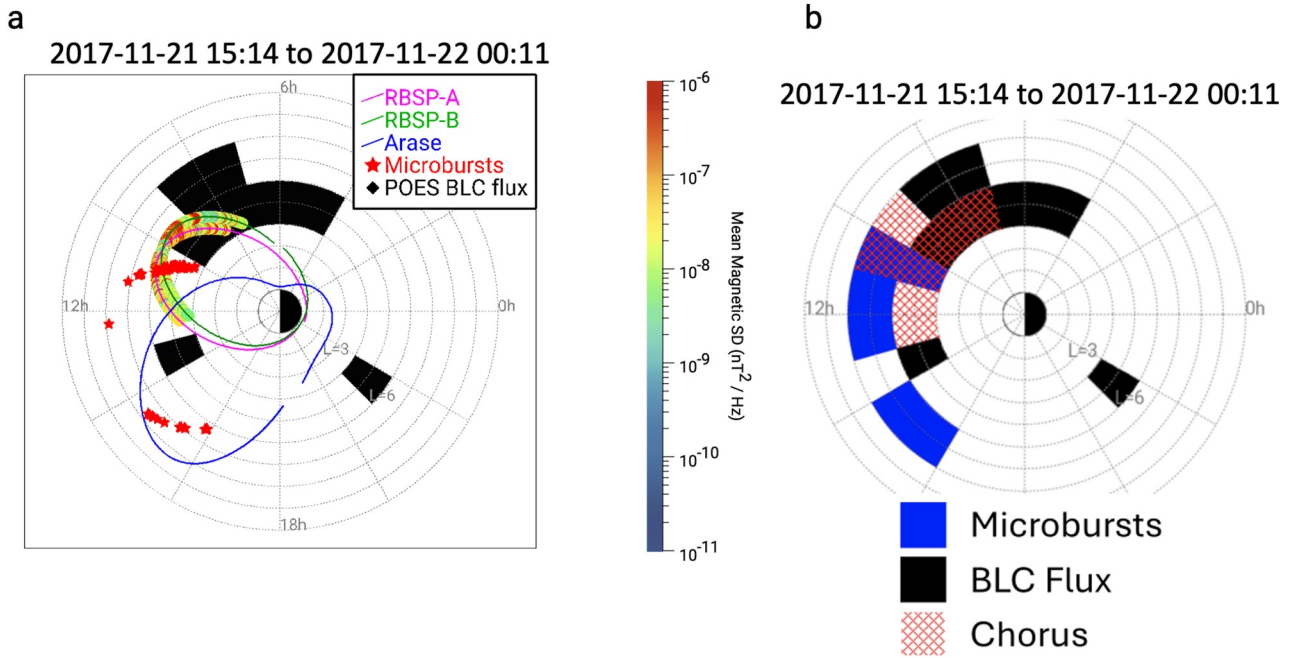 a
2017-11-21 15:14 to 2017-11-22 00:11
6h
RBSP-A
RBSP-B
Arase
Microbursts
POES BLC flux
12h
0h
L=3
L=6
18h
10-6
10-7
10-8
10-9
10-10
10-11
Mean Magnetic SD (nT2 / Hz)
b
2017-11-21 15:14 to 2017-11-22 00:11
12h
0h
L=3
L=6
Microbursts
BLC Flux
Chorus